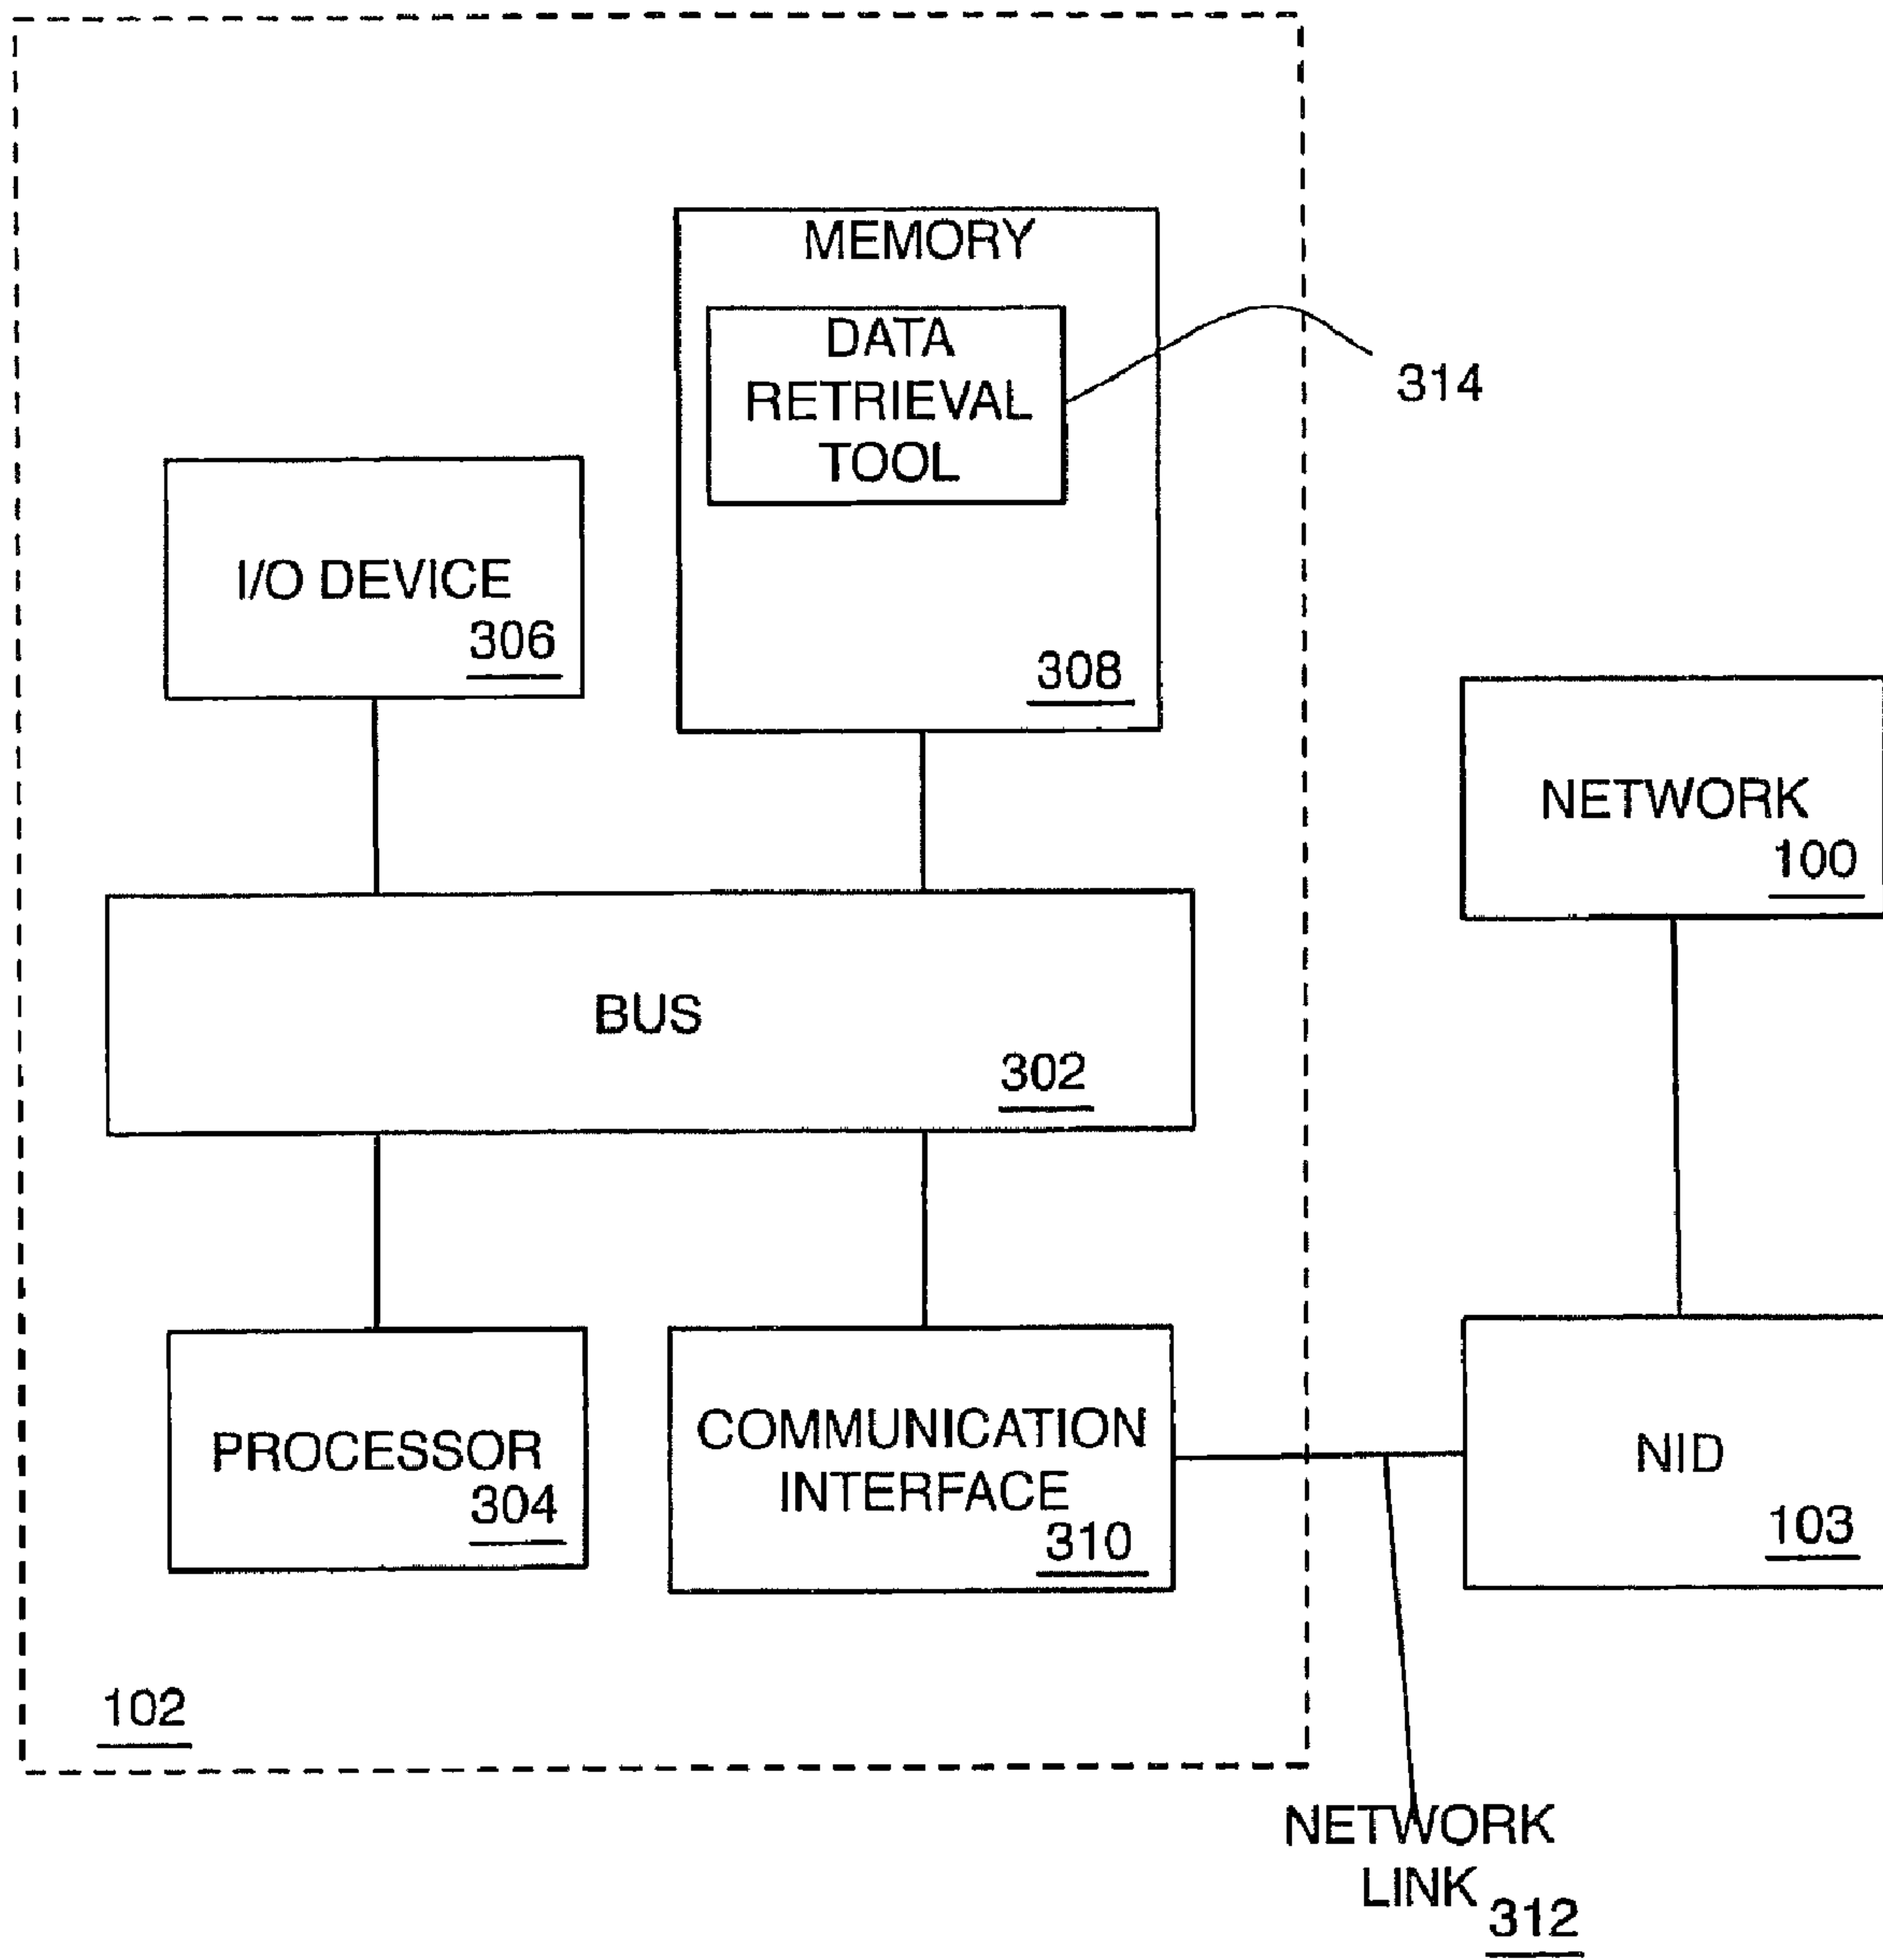 MEMORY
DATA
RETRIEVAL
TOOL
314
I/O DEVICE
306
308
NETWORK
100
BUS
302
PROCESSOR
304
COMMUNICATION
INTERFACE
310
NID
103
102
NETWORK
LINK
312